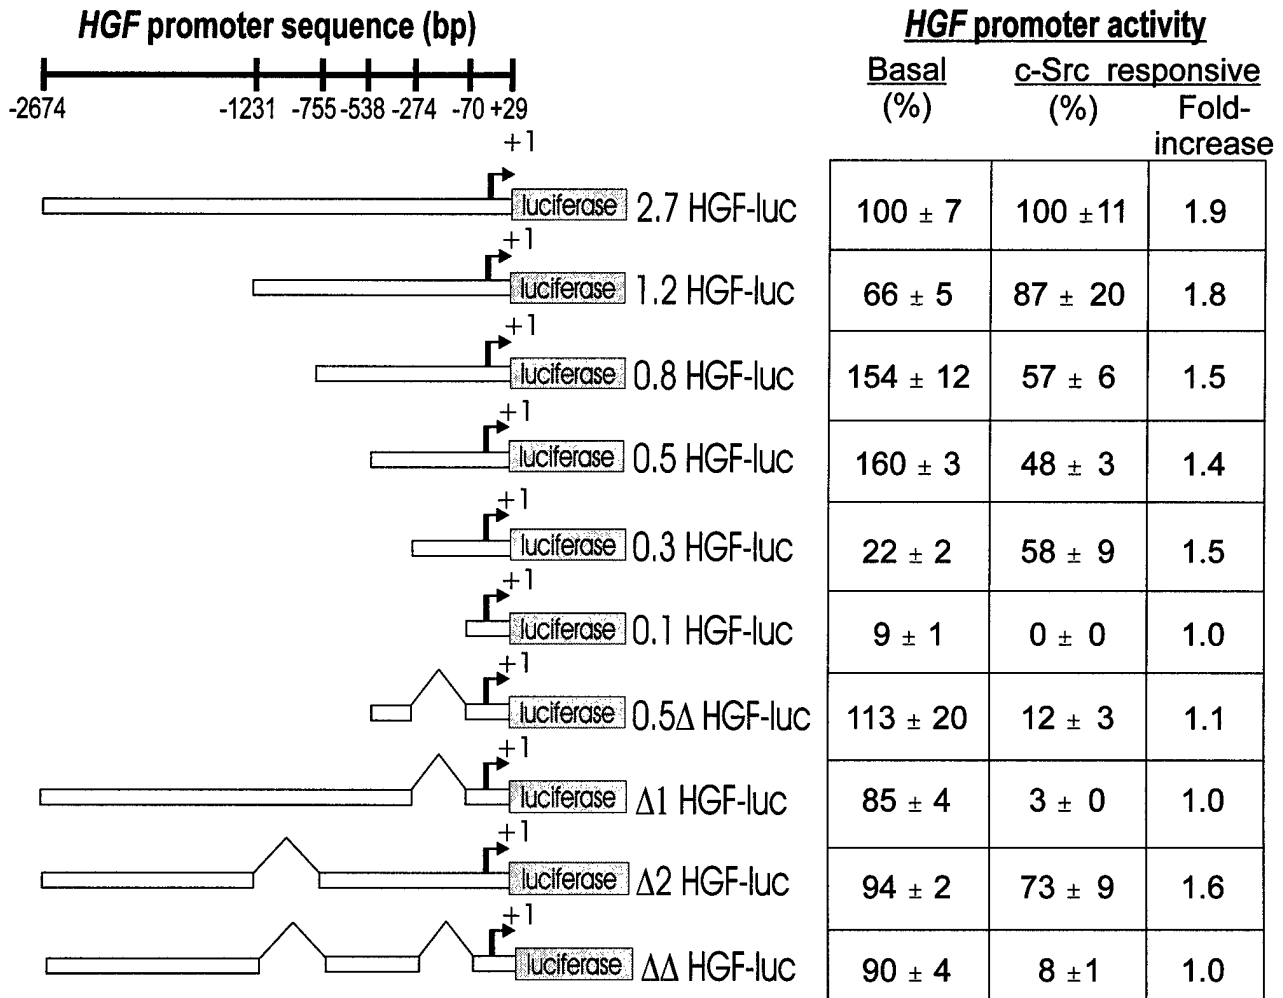 HGF promoter sequence (bp)
-2674 -1231 -755 -538 -274 -70 +29
HGF promoter activity
Basal c-Src responsive
(%) (%) Fold-increase
+1
luciferase 2.7 HGF-luc 100 ± 7 100 ±11 1.9
+1
luciferase 1.2 HGF-luc 66 ± 5 87 ± 20 1.8
+1
luciferase 0.8 HGF-luc 154 ± 12 57 ± 6 1.5
+1
luciferase 0.5 HGF-luc 160 ± 3 48 ± 3 1.4
+1
luciferase 0.3 HGF-luc 22 ± 2 58 ± 9 1.5
+1
luciferase 0.1 HGF-luc 9 ± 1 0 ± 0 1.0
+1
luciferase 0.5Δ HGF-luc 113 ± 20 12 ± 3 1.1
+1
luciferase Δ1 HGF-luc 85 ± 4 3 ± 0 1.0
+1
luciferase Δ2 HGF-luc 94 ± 2 73 ± 9 1.6
+1
luciferase ΔΔ HGF-luc 90 ± 4 8 ±1 1.0